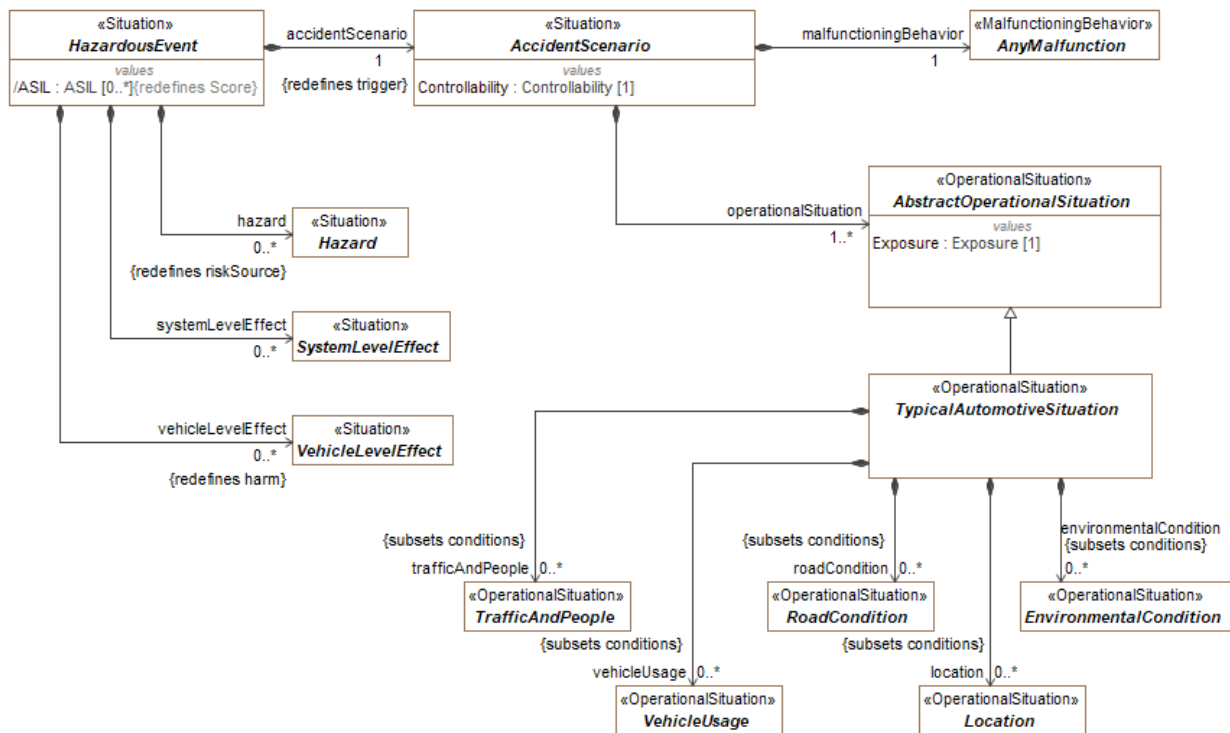 «Situation»
HazardousEvent
values
/ASIL : ASIL [0..*]{redefines Score}
accidentScenario
1
{redefines trigger}
«Situation»
AccidentScenario
values
Controllability : Controllability [1]
malfunctioningBehavior
1
«MalfunctioningBehavior»
AnyMalfunction
operationalSituation
1..*
«OperationalSituation»
AbstractOperationalSituation
values
Exposure : Exposure [1]
hazard
0..*
{redefines riskSource}
«Situation»
Hazard
systemLevelEffect
0..*
«Situation»
SystemLevelEffect
vehicleLevelEffect
0..*
{redefines harm}
«Situation»
VehicleLevelEffect
«OperationalSituation»
TypicalAutomotiveSituation
{subsets conditions}
trafficAndPeople
0..*
«OperationalSituation»
TrafficAndPeople
{subsets conditions}
vehicleUsage
0..*
«OperationalSituation»
VehicleUsage
{subsets conditions}
roadCondition
0..*
«OperationalSituation»
RoadCondition
{subsets conditions}
location
0..*
«OperationalSituation»
Location
environmentalCondition
{subsets conditions}
0..*
«OperationalSituation»
EnvironmentalCondition